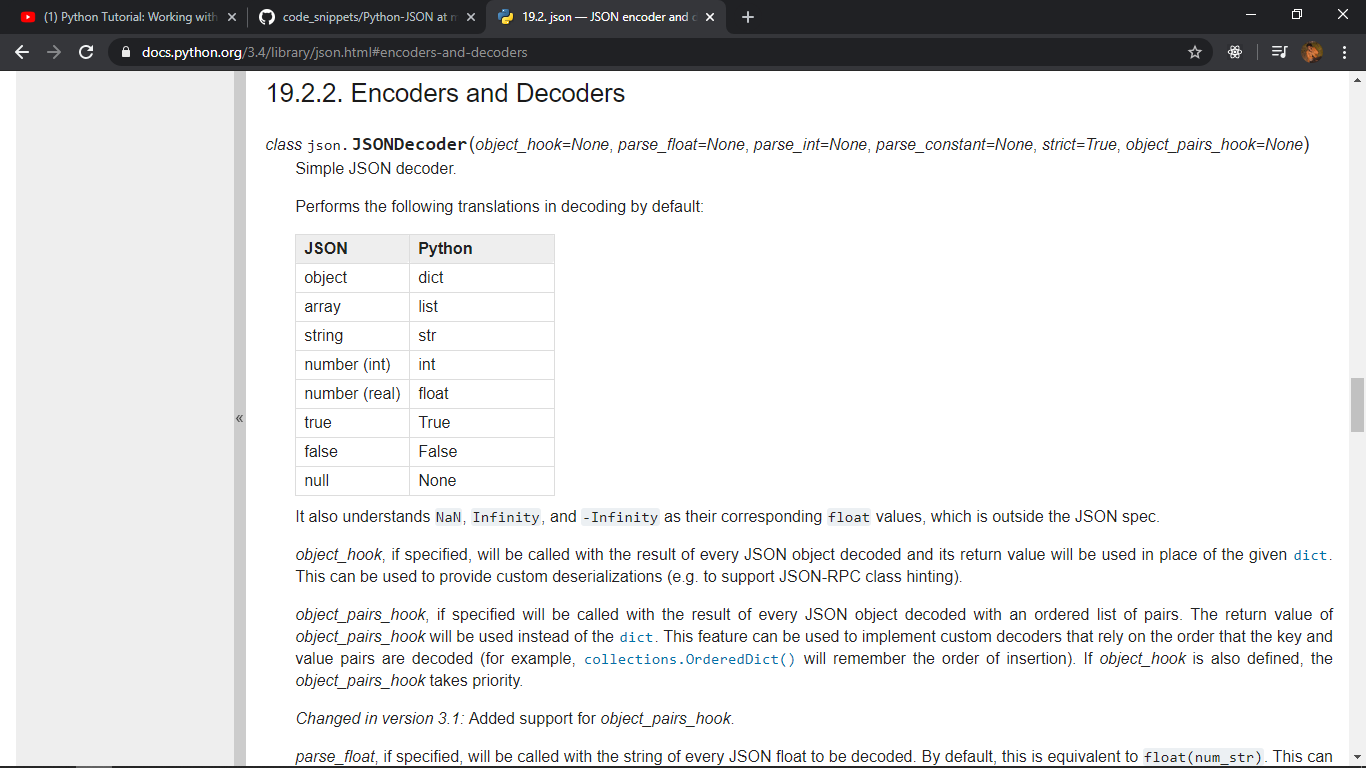 (1) Python Tutorial: Working with
code_snippets/Python-JSON at m
19.2. json — JSON encoder and d
docs.python.org/3.4/library/json.html#encoders-and-decoders
19.2.2. Encoders and Decoders
class json.JSONDecoder(object_hook=None, parse_float=None, parse_int=None, parse_constant=None, strict=True, object_pairs_hook=None)
Simple JSON decoder.
Performs the following translations in decoding by default:
JSON Python
object dict
array list
string str
number (int) int
number (real) float
true True
false False
null None
«
It also understands NaN, Infinity, and -Infinity as their corresponding float values, which is outside the JSON spec.
object_hook, if specified, will be called with the result of every JSON object decoded and its return value will be used in place of the given dict.
This can be used to provide custom deserializations (e.g. to support JSON-RPC class hinting).
object_pairs_hook, if specified will be called with the result of every JSON object decoded with an ordered list of pairs. The return value of
object_pairs_hook will be used instead of the dict. This feature can be used to implement custom decoders that rely on the order that the key and
value pairs are decoded (for example, collections.OrderedDict() will remember the order of insertion). If object_hook is also defined, the
object_pairs_hook takes priority.
Changed in version 3.1: Added support for object_pairs_hook.
parse_float, if specified, will be called with the string of every JSON float to be decoded. By default, this is equivalent to float(num_str). This can